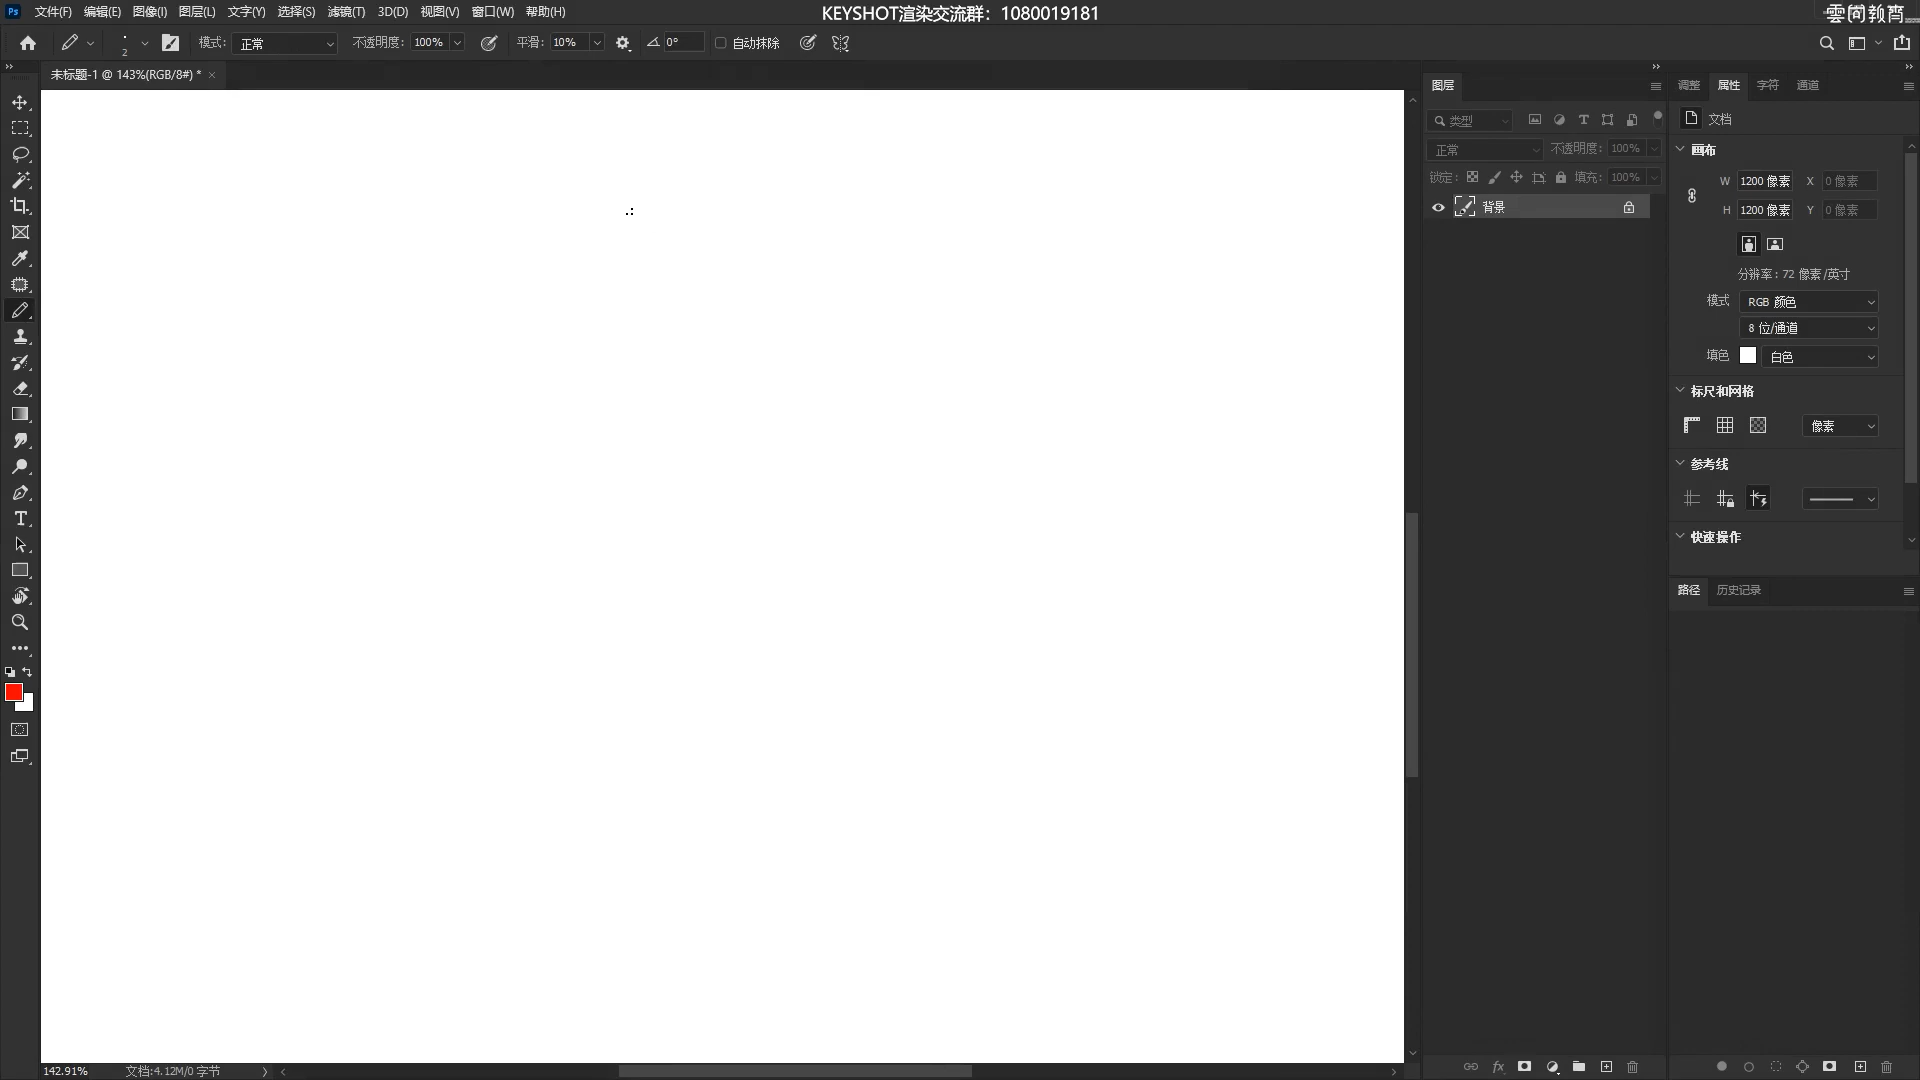 Ps 文件(F) 编辑(E) 图像(I) 图层(L) 文字(Y) 选择(S) 滤镜(T) 3D(D) 视图(V) 窗口(W) 帮助(H)
KEYSHOT渲染交流群：1080019181
雲間教育
2 模式: 正常 不透明度: 100% 平滑: 10% 0° 自动抹除
未标题-1 @ 143%(RGB/8#) * ×
图层
类型
正常 不透明度: 100%
锁定: 填充: 100%
背景
调整 属性 字符 通道
文档
画布
W 1200 像素 X 0 像素
H 1200 像素 Y 0 像素
分辨率: 72 像素/英寸
模式 RGB 颜色
8 位/通道
填色 白色
标尺和网格
像素
参考线
快速操作
路径 历史记录
T
fx
142.91% 文档:4.12M/0 字节